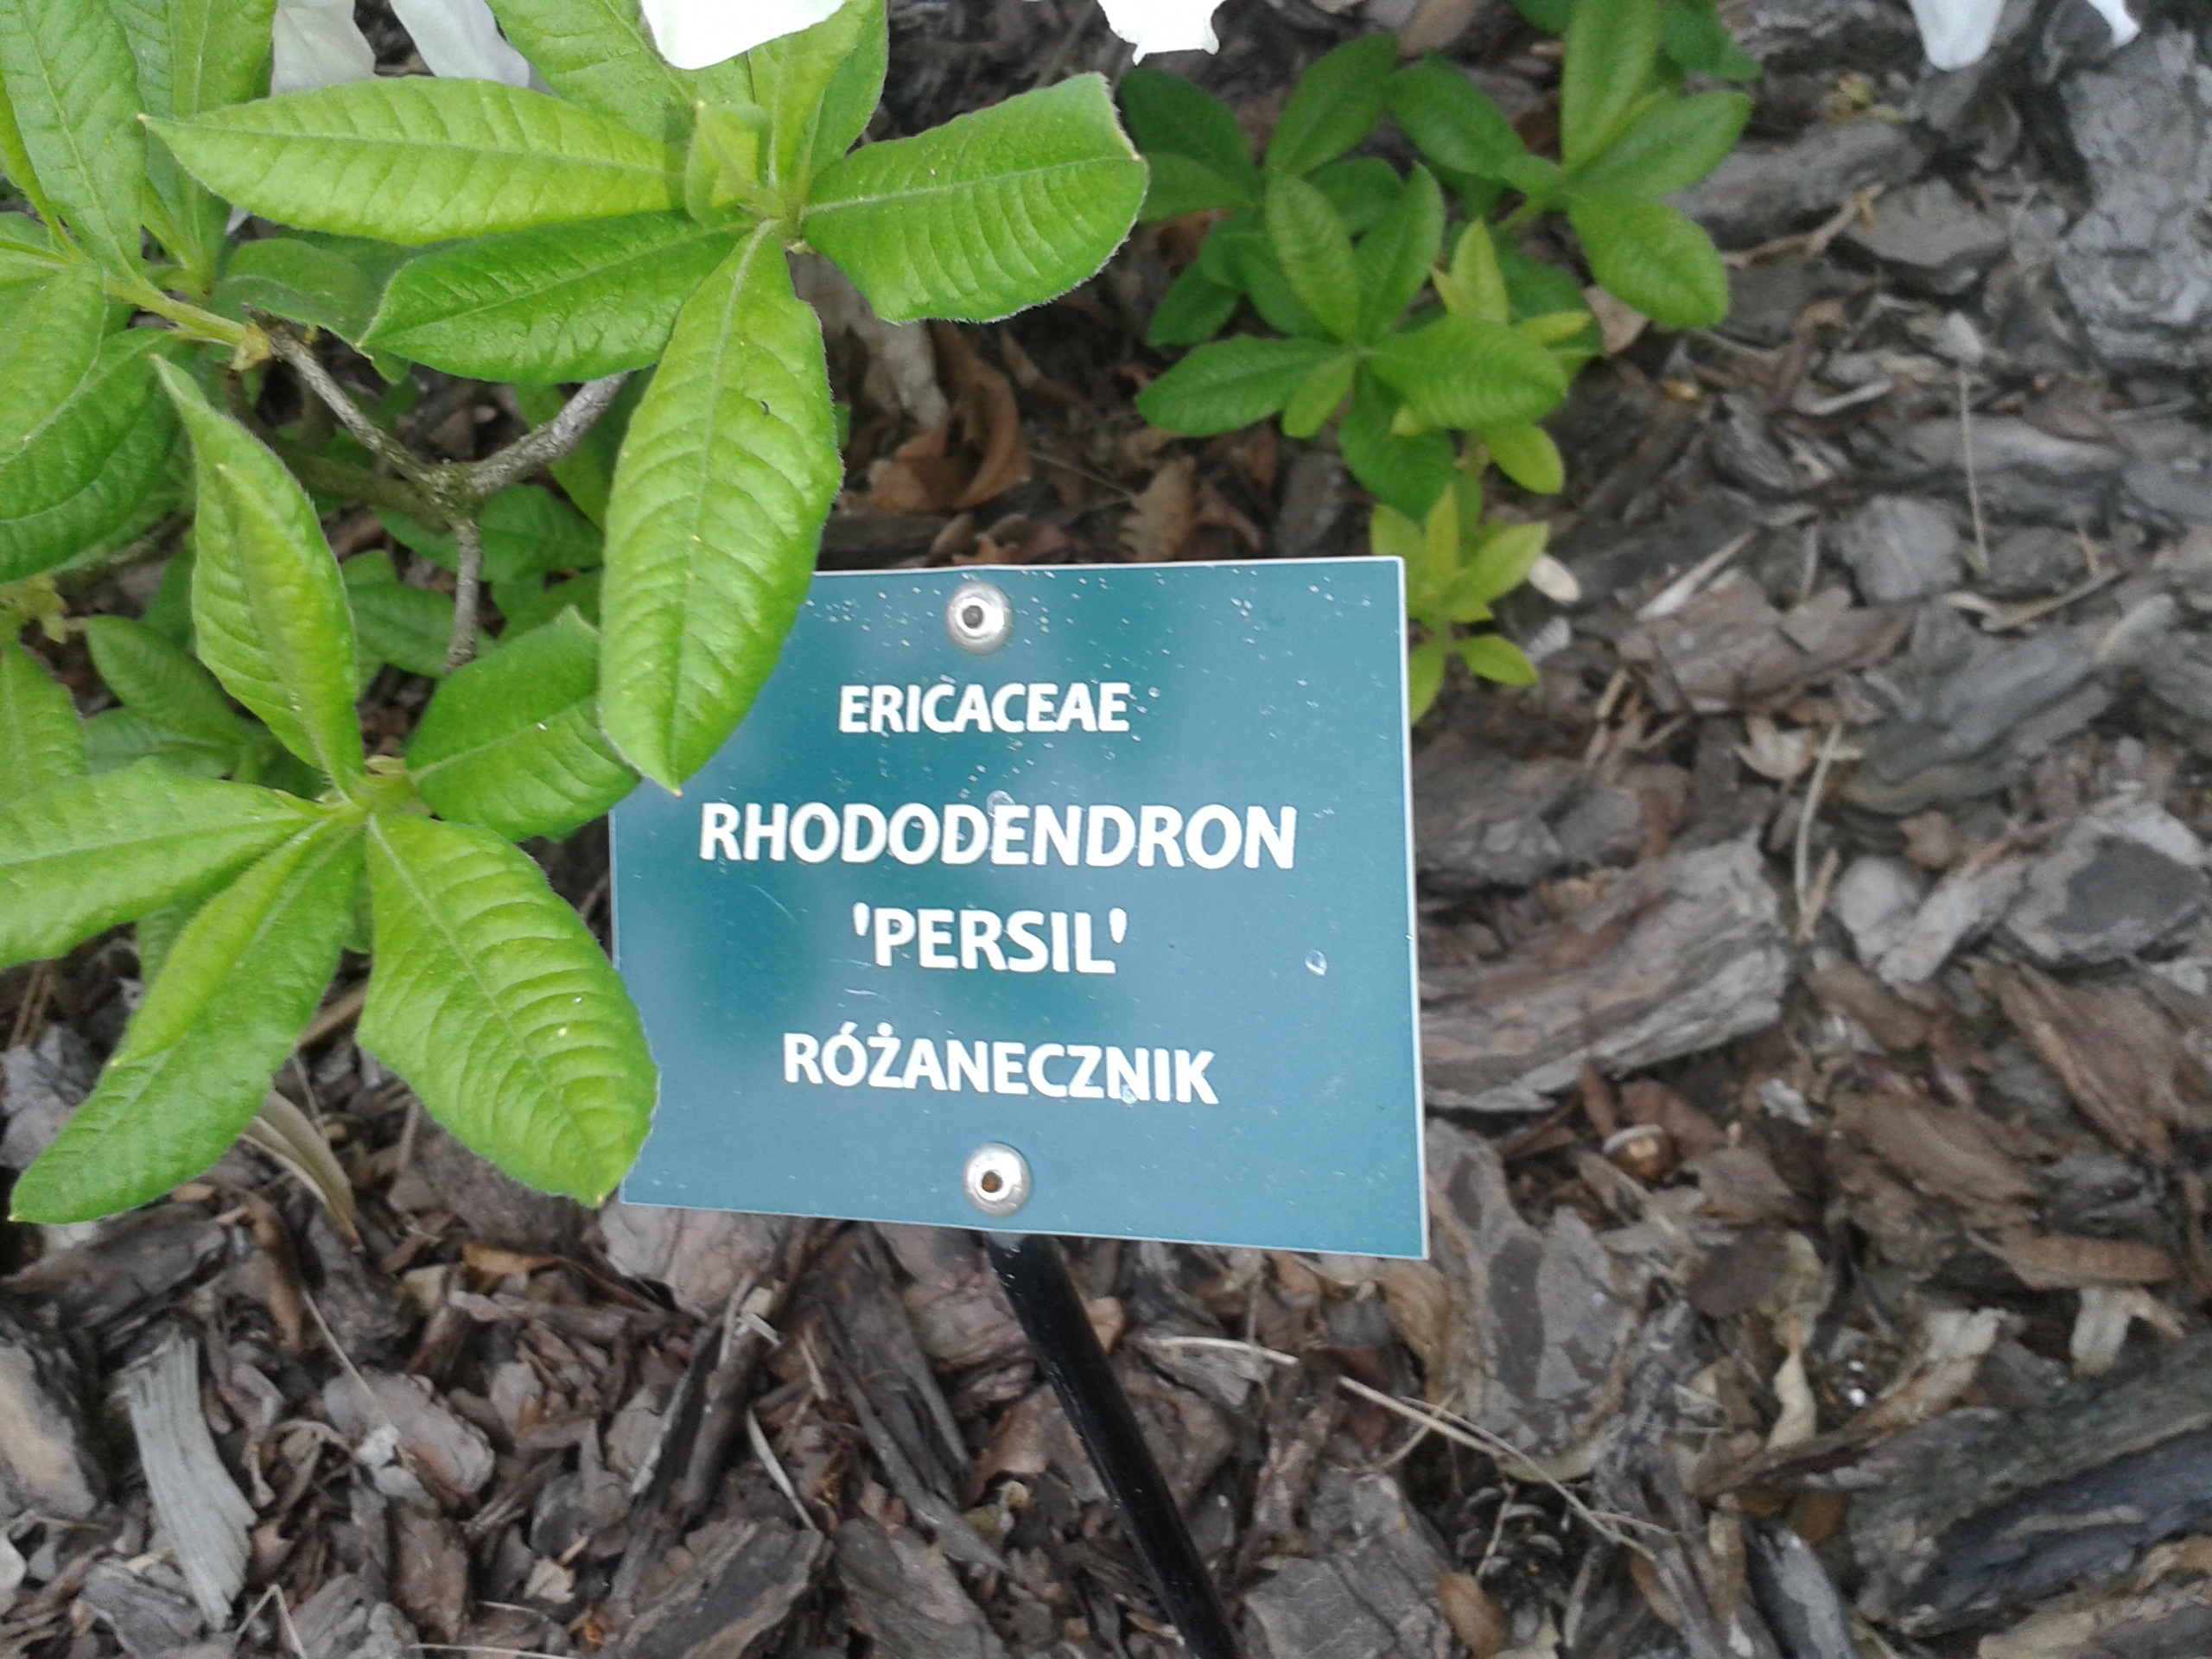 ERICACEAE
RHODODENDRON
'PERSIL'
RÓŻANECZNIK